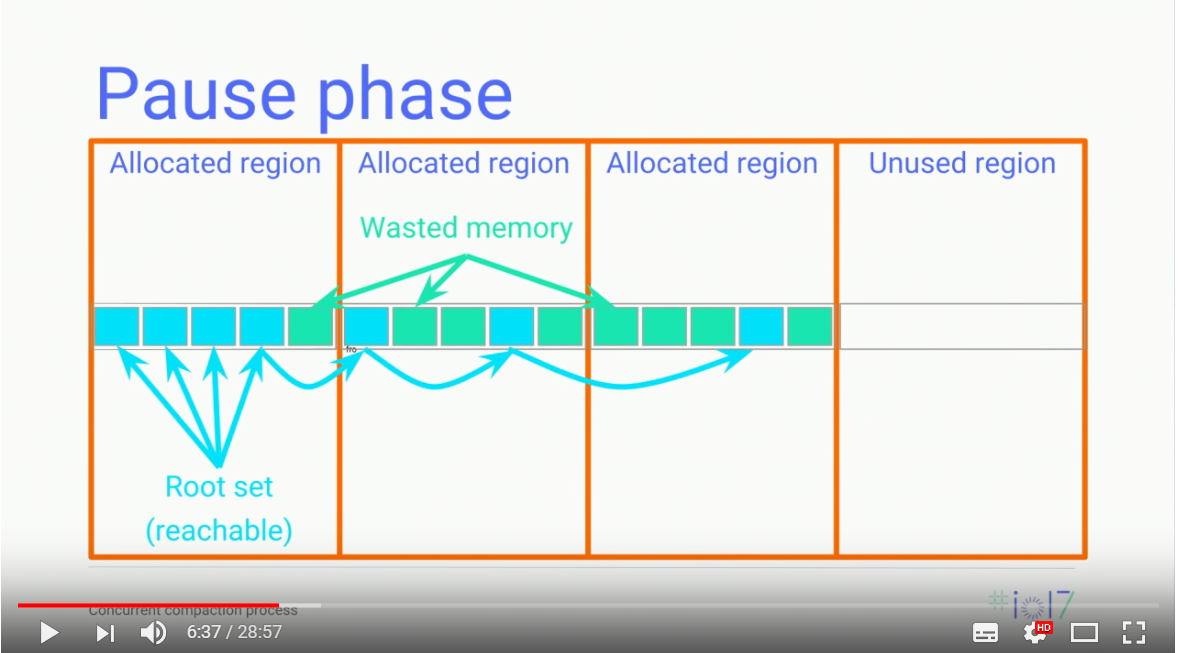 Pause phase
Allocated region
Allocated region
Allocated region
Unused region
Wasted memory
fro
Root set
(reachable)
Concurrent compaction process
#io17
6:37 / 28:57
HD